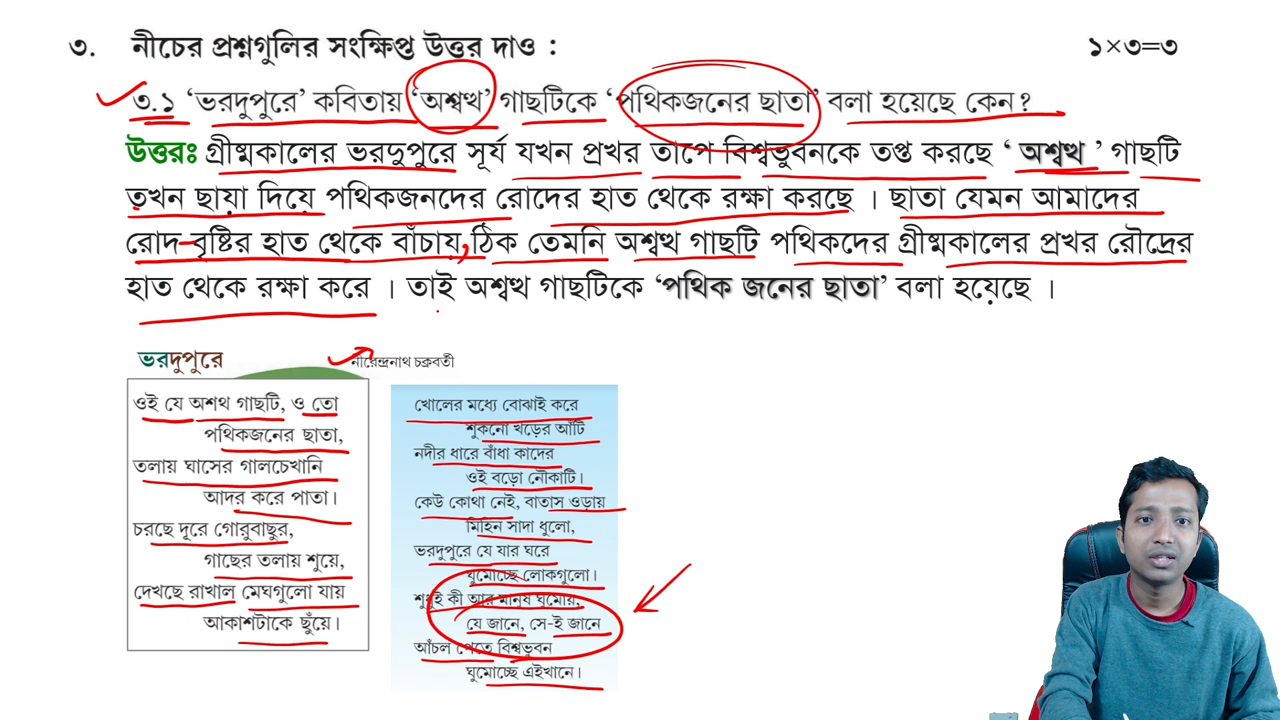 ৩. নীচের প্রশ্নগুলির সংক্ষিপ্ত উত্তর দাও : ১×৩=৩
৩.১ ‘ভরদুপুরে’ কবিতায় ‘অশ্বত্থ’ গাছটিকে ‘পথিকজনের ছাতা’ বলা হয়েছে কেন?
উত্তরঃ গ্রীষ্মকালের ভরদুপুরে সূর্য যখন প্রখর তাপে বিশ্বভুবনকে তপ্ত করছে ‘ অশ্বত্থ ’ গাছটি
তখন ছায়া দিয়ে পথিকজনদের রোদের হাত থেকে রক্ষা করছে । ছাতা যেমন আমাদের
রোদ-বৃষ্টির হাত থেকে বাঁচায়, ঠিক তেমনি অশ্বত্থ গাছটি পথিকদের গ্রীষ্মকালের প্রখর রৌদ্রের
হাত থেকে রক্ষা করে । তাই অশ্বত্থ গাছটিকে ‘পথিক জনের ছাতা’ বলা হয়েছে ।
ভরদুপুরে
নীরেন্দ্রনাথ চক্রবর্তী
ওই যে অশথ গাছটি, ও তো
পথিকজনের ছাতা,
তলায় ঘাসের গালচেখানি
আদর করে পাতা।
চরছে দূরে গোরুবাছুর,
গাছের তলায় শুয়ে,
দেখছে রাখাল মেঘগুলো যায়
আকাশটাকে ছুঁয়ে।
খোলের মধ্যে বোঝাই করে
শুকনো খড়ের আঁটি
নদীর ধারে বাঁধা কাদের
ওই বড়ো নৌকাটি।
কেউ কোথা নেই, বাতাস ওড়ায়
মিহিন সাদা ধুলো,
ভরদুপুরে যে যার ঘরে
ঘুমোচ্ছে লোকগুলো।
শুধুই কী আর মানুষ ঘুমোয়,
যে জানে, সে-ই জানে
আঁচল পেতে বিশ্বভুবন
ঘুমোচ্ছে এইখানে।